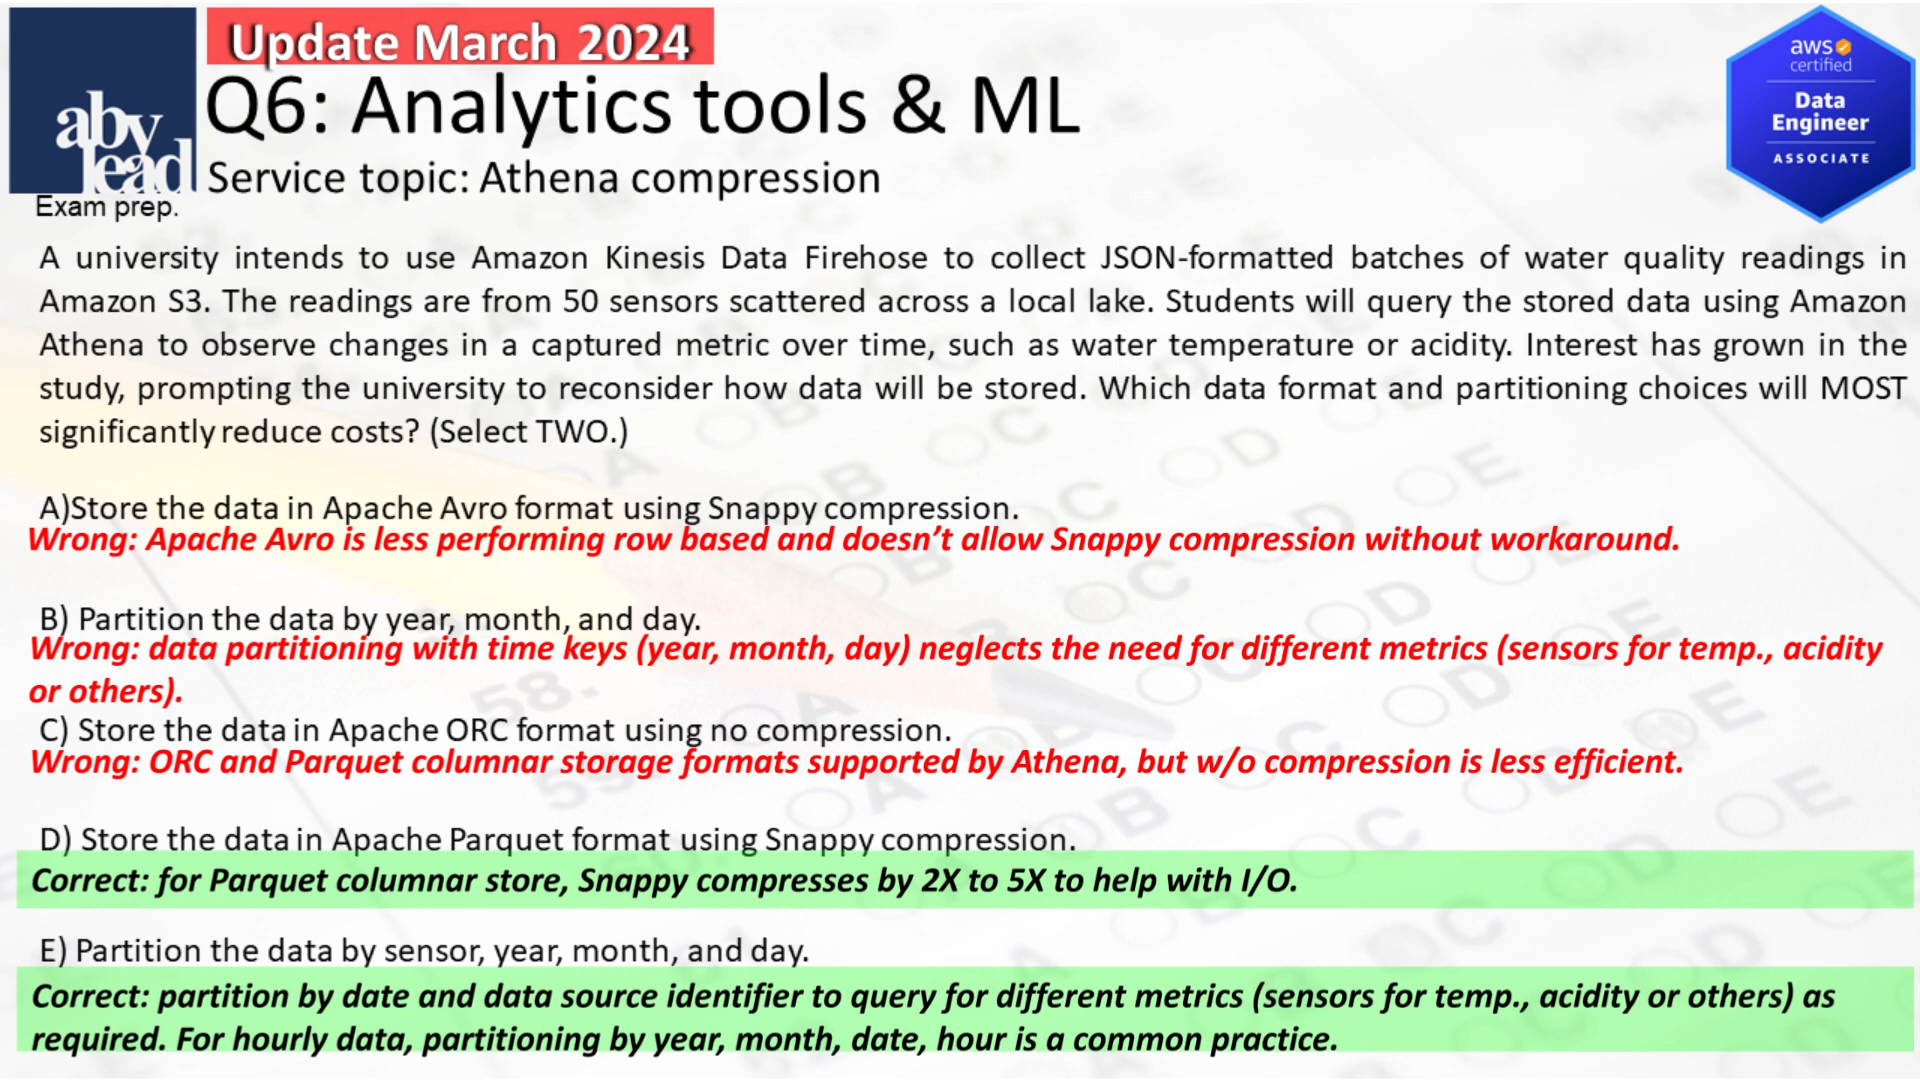 Update March 2024
aby
lead
Q6: Analytics tools & ML
Service topic: Athena compression
Exam prep.
aws
certified
Data
Engineer
ASSOCIATE
A university intends to use Amazon Kinesis Data Firehose to collect JSON-formatted batches of water quality readings in
Amazon S3. The readings are from 50 sensors scattered across a local lake. Students will query the stored data using Amazon
Athena to observe changes in a captured metric over time, such as water temperature or acidity. Interest has grown in the
study, prompting the university to reconsider how data will be stored. Which data format and partitioning choices will MOST
significantly reduce costs? (Select TWO.)
A)Store the data in Apache Avro format using Snappy compression.
Wrong: Apache Avro is less performing row based and doesn't allow Snappy compression without workaround.
B) Partition the data by year, month, and day.
Wrong: data partitioning with time keys (year, month, day) neglects the need for different metrics (sensors for temp., acidity
or others).
C) Store the data in Apache ORC format using no compression.
Wrong: ORC and Parquet columnar storage formats supported by Athena, but w/o compression is less efficient.
D) Store the data in Apache Parquet format using Snappy compression.
Correct: for Parquet columnar store, Snappy compresses by 2X to 5X to help with I/O.
E) Partition the data by sensor, year, month, and day.
Correct: partition by date and data source identifier to query for different metrics (sensors for temp., acidity or others) as
required. For hourly data, partitioning by year, month, date, hour is a common practice.